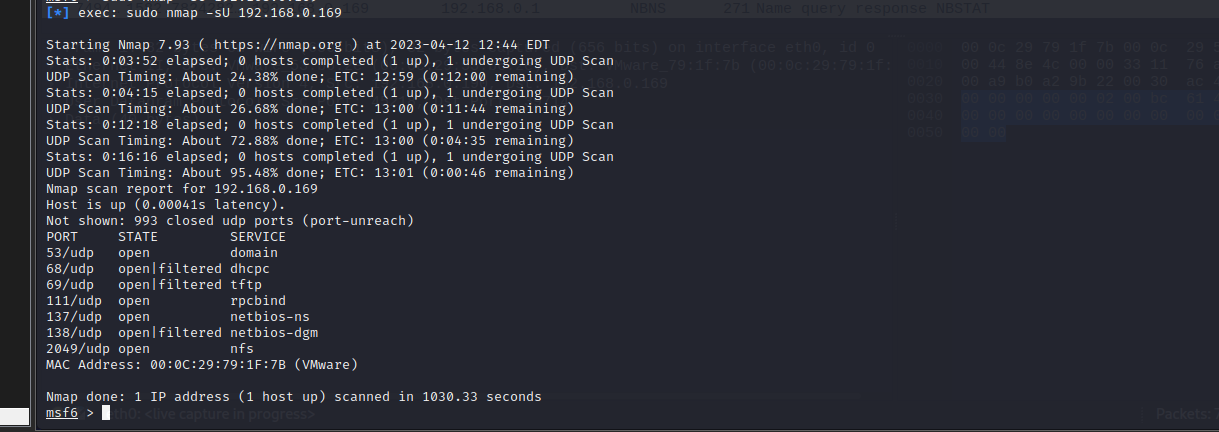 192.168.0.1 NBNS 271 Name query response NBSTAT
[*] exec: sudo nmap -sU 192.168.0.169
Starting Nmap 7.93 ( https://nmap.org ) at 2023-04-12 12:44 EDT
Stats: 0:03:52 elapsed; 0 hosts completed (1 up), 1 undergoing UDP Scan
UDP Scan Timing: About 24.38% done; ETC: 12:59 (0:12:00 remaining)
Stats: 0:04:15 elapsed; 0 hosts completed (1 up), 1 undergoing UDP Scan
UDP Scan Timing: About 26.68% done; ETC: 13:00 (0:11:44 remaining)
Stats: 0:12:18 elapsed; 0 hosts completed (1 up), 1 undergoing UDP Scan
UDP Scan Timing: About 72.88% done; ETC: 13:00 (0:04:35 remaining)
Stats: 0:16:16 elapsed; 0 hosts completed (1 up), 1 undergoing UDP Scan
UDP Scan Timing: About 95.48% done; ETC: 13:01 (0:00:46 remaining)
Nmap scan report for 192.168.0.169
Host is up (0.00041s latency).
Not shown: 993 closed udp ports (port-unreach)
PORT STATE SERVICE
53/udp open domain
68/udp open|filtered dhcpc
69/udp open|filtered tftp
111/udp open rpcbind
137/udp open netbios-ns
138/udp open|filtered netbios-dgm
2049/udp open nfs
MAC Address: 00:0C:29:79:1F:7B (VMware)
Nmap done: 1 IP address (1 host up) scanned in 1030.33 seconds
msf6 >
eth0: <live capture in progress> Packets: